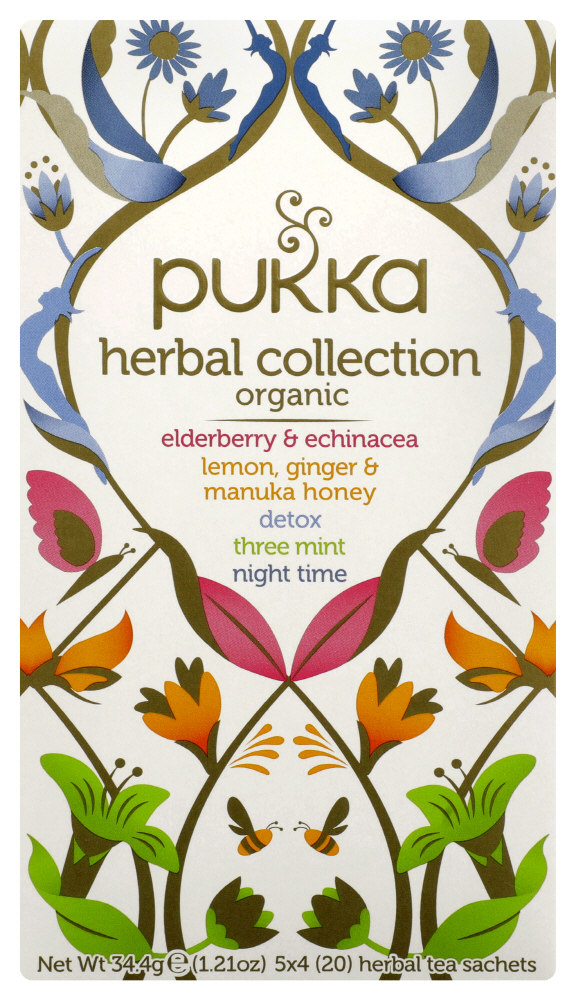 pukka
herbal collection
organic
elderberry & echinacea
lemon, ginger &
manuka honey
detox
three mint
night time
Net Wt 34.4g ℮ (1.21oz) 5x4 (20) herbal tea sachets